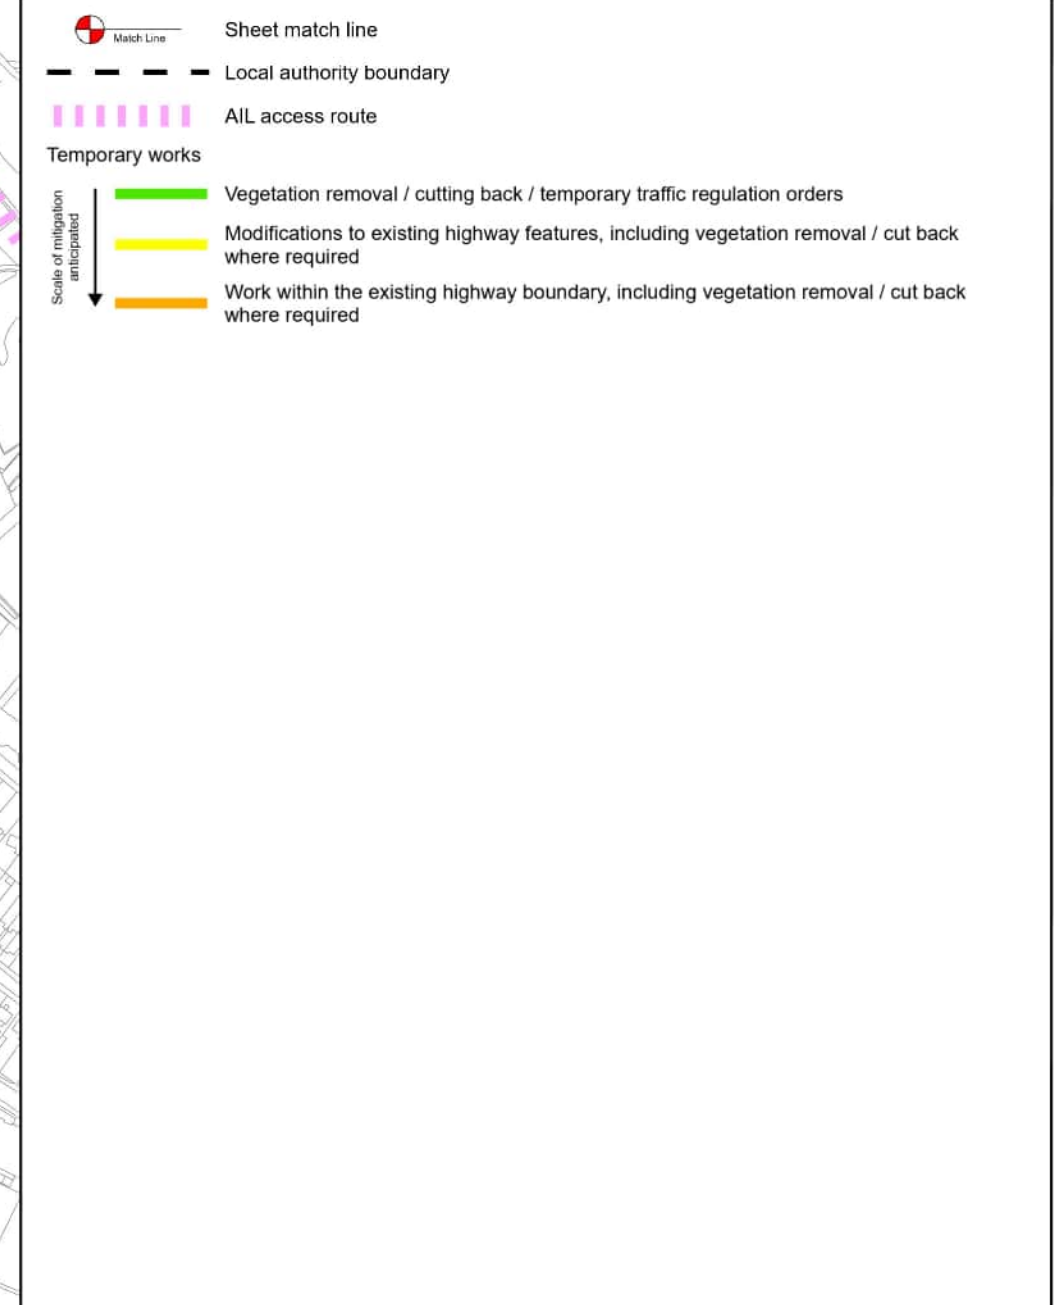 Match Line
Sheet match line
Local authority boundary
AIL access route
Temporary works
Scale of mitigation
anticipated
Vegetation removal / cutting back / temporary traffic regulation orders
Modifications to existing highway features, including vegetation removal / cut back
where required
Work within the existing highway boundary, including vegetation removal / cut back
where required